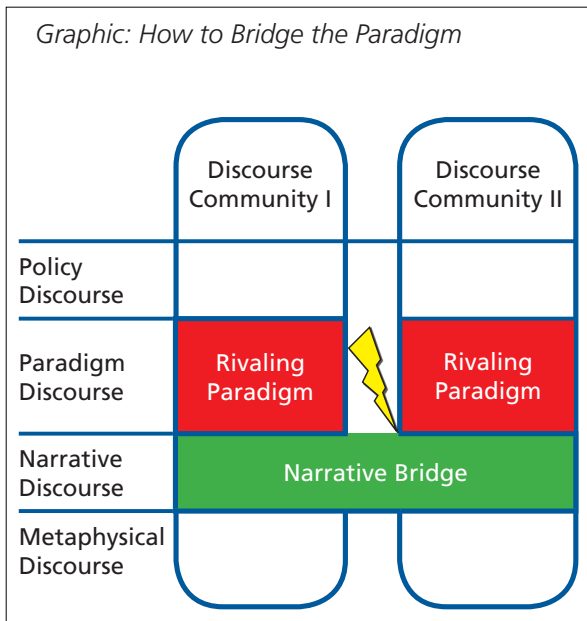 Graphic: How to Bridge the Paradigm
Discourse
Community I
Discourse
Community II
Policy
Discourse
Paradigm
Discourse
Rivaling
Paradigm
Rivaling
Paradigm
Narrative
Discourse
Narrative Bridge
Metaphysical
Discourse